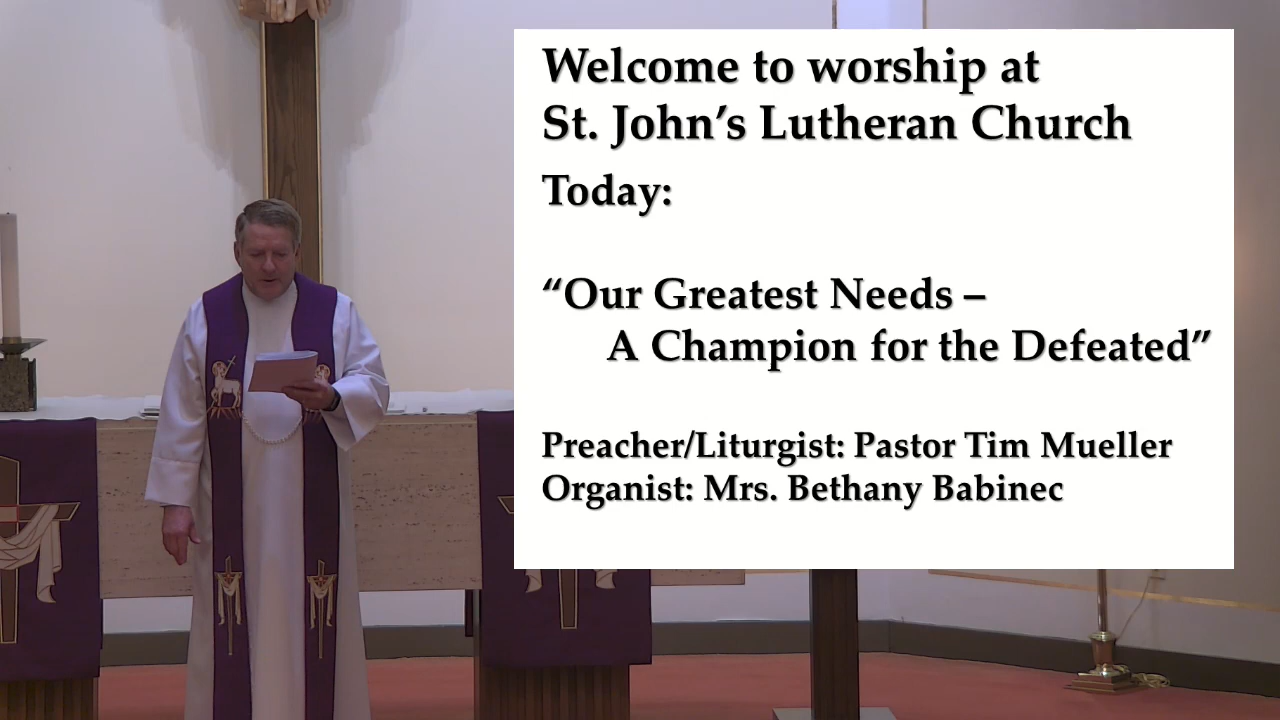 Welcome to worship at
St. John’s Lutheran Church
Today:
“Our Greatest Needs –
A Champion for the Defeated”
Preacher/Liturgist: Pastor Tim Mueller
Organist: Mrs. Bethany Babinec